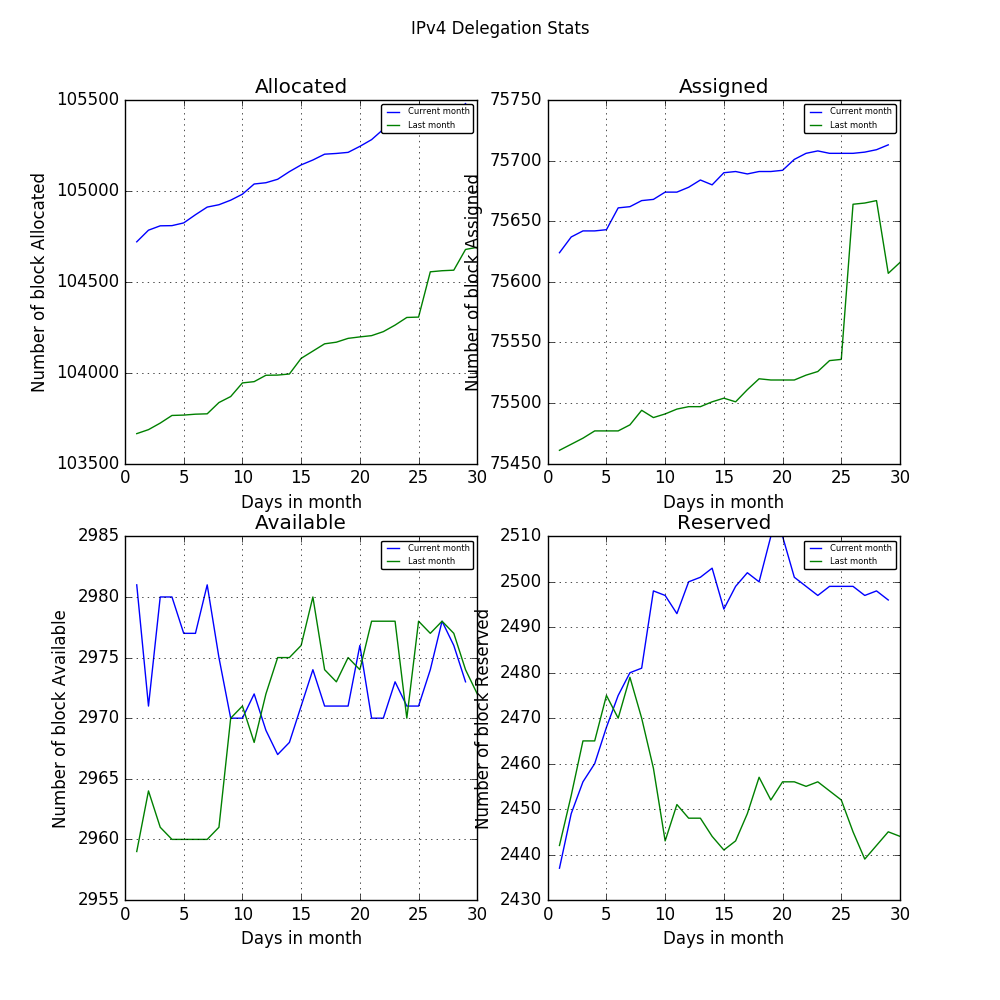 IPv4 Delegation Stats
Allocated
Number of block Allocated
105500
105000
104500
104000
103500
Current month
Last month
0 5 10 15 20 25 30
Days in month
Assigned
Number of block Assigned
75750
75700
75650
75600
75550
75500
75450
Current month
Last month
0 5 10 15 20 25 30
Days in month
Available
Number of block Available
2985
2980
2975
2970
2965
2960
2955
Current month
Last month
0 5 10 15 20 25 30
Days in month
Reserved
Number of block Reserved
2510
2500
2490
2480
2470
2460
2450
2440
2430
Current month
Last month
0 5 10 15 20 25 30
Days in month